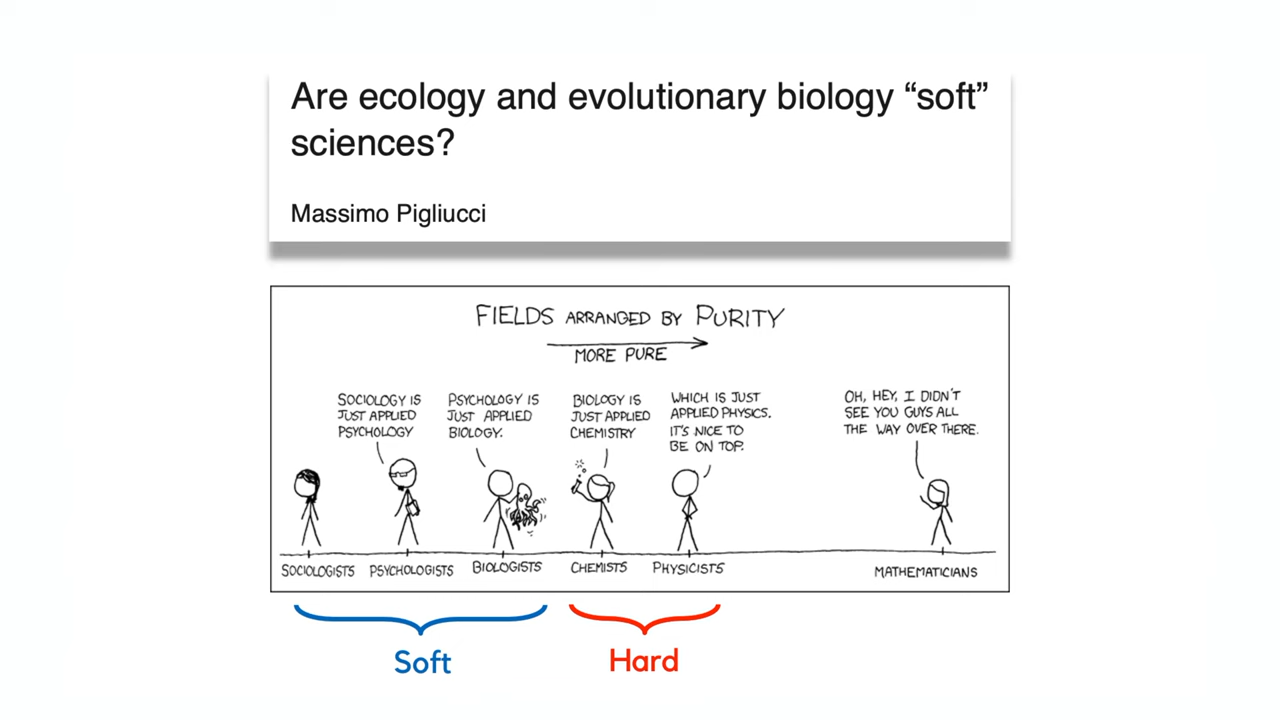 Are ecology and evolutionary biology “soft”
sciences?
Massimo Pigliucci
FIELDS ARRANGED BY PURITY
MORE PURE
SOCIOLOGY IS
JUST APPLIED
PSYCHOLOGY
PSYCHOLOGY IS
JUST APPLIED
BIOLOGY.
BIOLOGY IS
JUST APPLIED
CHEMISTRY
WHICH IS JUST
APPLIED PHYSICS.
IT'S NICE TO
BE ON TOP.
OH, HEY, I DIDN'T
SEE YOU GUYS ALL
THE WAY OVER THERE.
SOCIOLOGISTS
PSYCHOLOGISTS
BIOLOGISTS
CHEMISTS
PHYSICISTS
MATHEMATICIANS
Soft
Hard